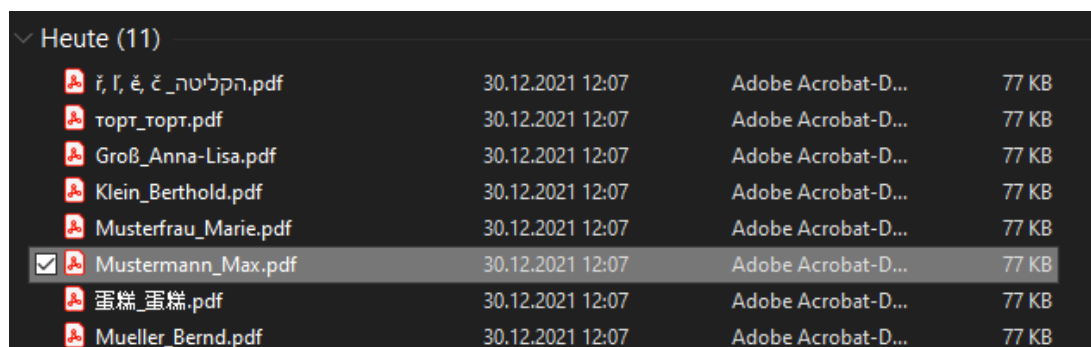 Heute (11)
ř, ľ, ě, č _הקליטה.pdf 30.12.2021 12:07 Adobe Acrobat-D... 77 KB
торт_торт.pdf 30.12.2021 12:07 Adobe Acrobat-D... 77 KB
Groß_Anna-Lisa.pdf 30.12.2021 12:07 Adobe Acrobat-D... 77 KB
Klein_Berthold.pdf 30.12.2021 12:07 Adobe Acrobat-D... 77 KB
Musterfrau_Marie.pdf 30.12.2021 12:07 Adobe Acrobat-D... 77 KB
Mustermann_Max.pdf 30.12.2021 12:07 Adobe Acrobat-D... 77 KB
蛋糕_蛋糕.pdf 30.12.2021 12:07 Adobe Acrobat-D... 77 KB
Mueller_Bernd.pdf 30.12.2021 12:07 Adobe Acrobat-D... 77 KB